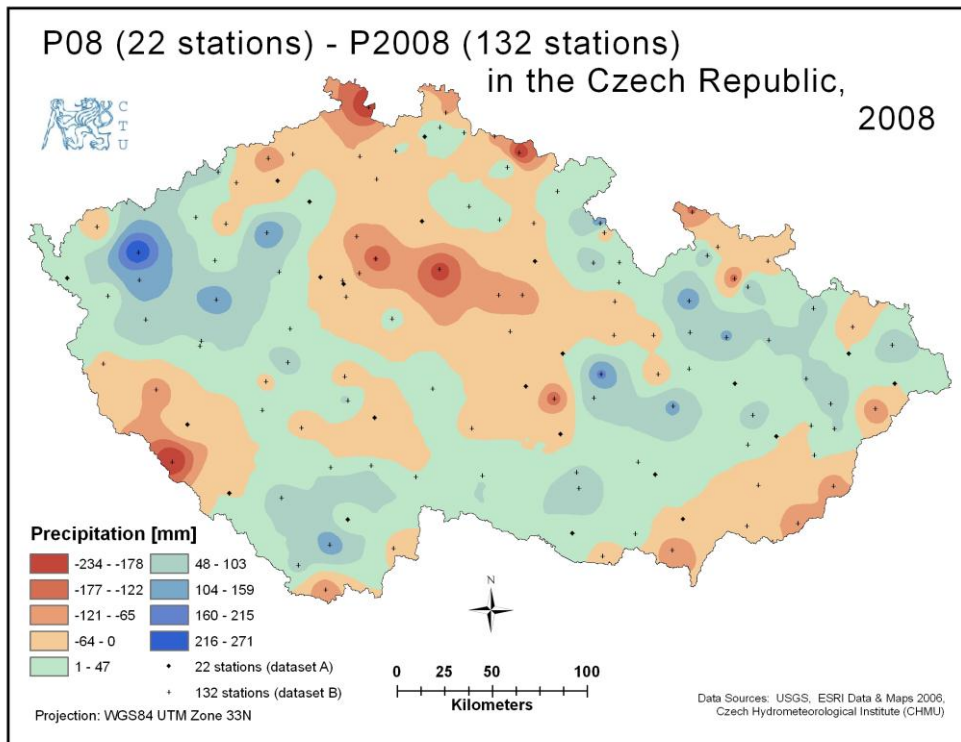 P08 (22 stations) - P2008 (132 stations)
in the Czech Republic,
2008
C
T
U
Precipitation [mm]
-234 - -178
-177 - -122
-121 - -65
-64 - 0
1 - 47
48 - 103
104 - 159
160 - 215
216 - 271
22 stations (dataset A)
132 stations (dataset B)
Projection: WGS84 UTM Zone 33N
N
0 25 50 100
Kilometers
Data Sources: USGS, ESRI Data & Maps 2006,
Czech Hydrometeorological Institute (CHMU)